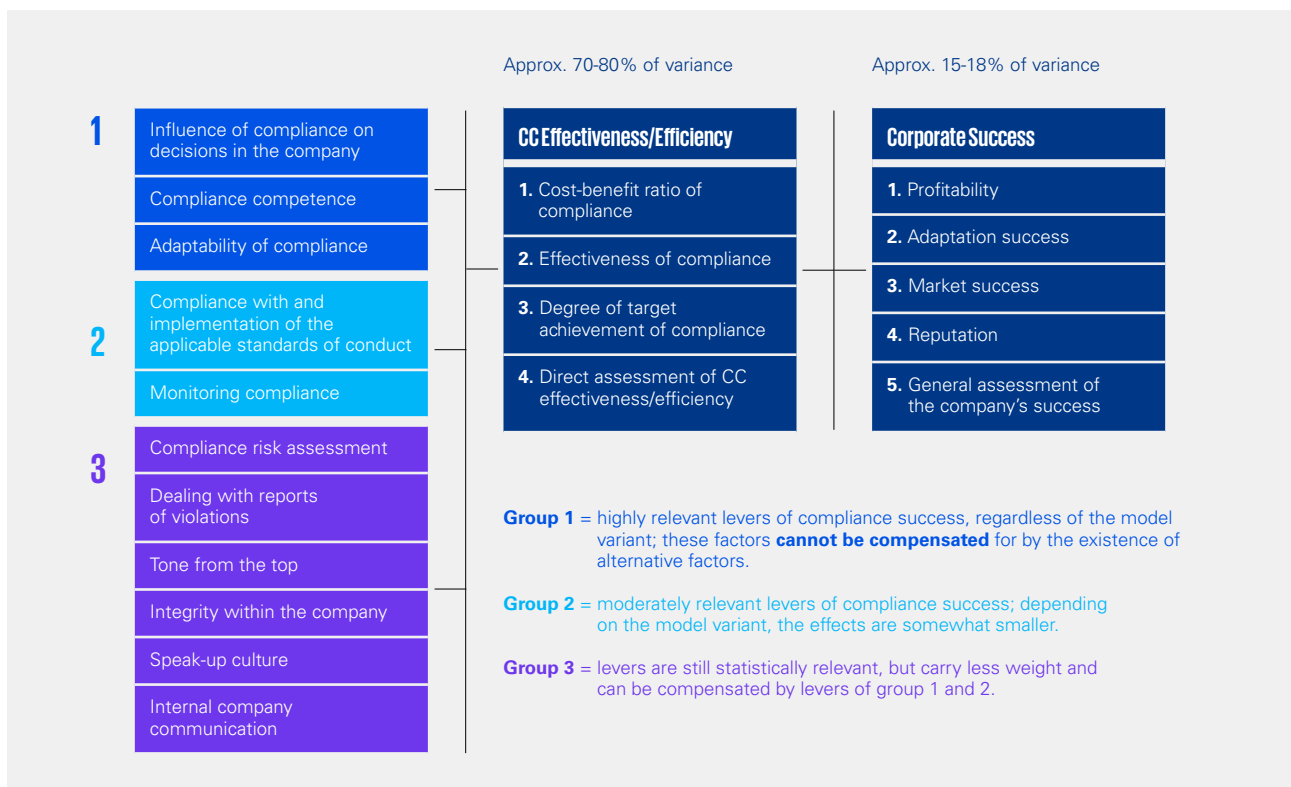 Approx. 70-80% of variance
Approx. 15-18% of variance
1
Influence of compliance on
decisions in the company
Compliance competence
Adaptability of compliance
2
Compliance with and
implementation of the
applicable standards of conduct
Monitoring compliance
3
Compliance risk assessment
Dealing with reports
of violations
Tone from the top
Integrity within the company
Speak-up culture
Internal company
communication
CC Effectiveness/Efficiency
1. Cost-benefit ratio of
compliance
2. Effectiveness of compliance
3. Degree of target
achievement of compliance
4. Direct assessment of CC
effectiveness/efficiency
Corporate Success
1. Profitability
2. Adaptation success
3. Market success
4. Reputation
5. General assessment of
the company's success
Group 1 = highly relevant levers of compliance success, regardless of the model
variant; these factors cannot be compensated for by the existence of
alternative factors.
Group 2 = moderately relevant levers of compliance success; depending
on the model variant, the effects are somewhat smaller.
Group 3 = levers are still statistically relevant, but carry less weight and
can be compensated by levers of group 1 and 2.